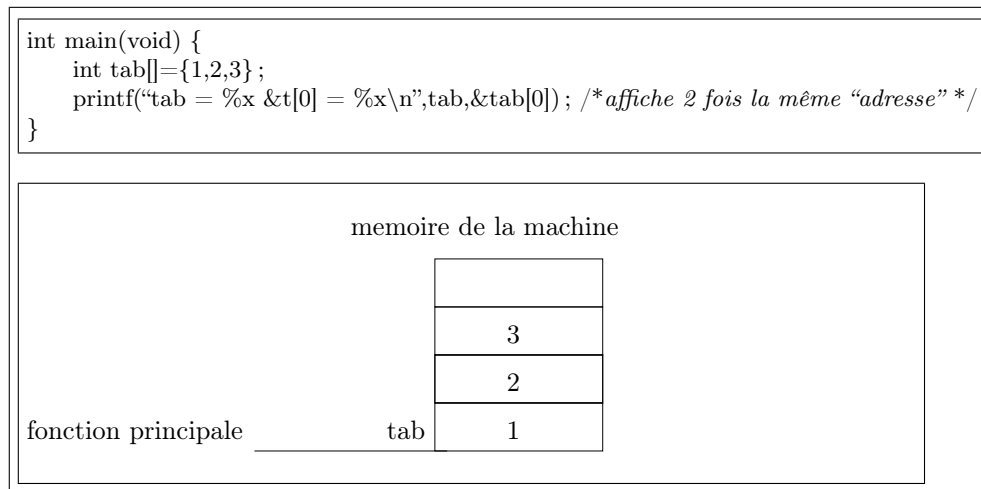 int main(void) {
int tab[]={1,2,3} ;
printf(“tab = %x &t[0] = %x\n”,tab,&tab[0]) ; /*affiche 2 fois la même “adresse” */
}
memoire de la machine
3
2
fonction principale tab 1